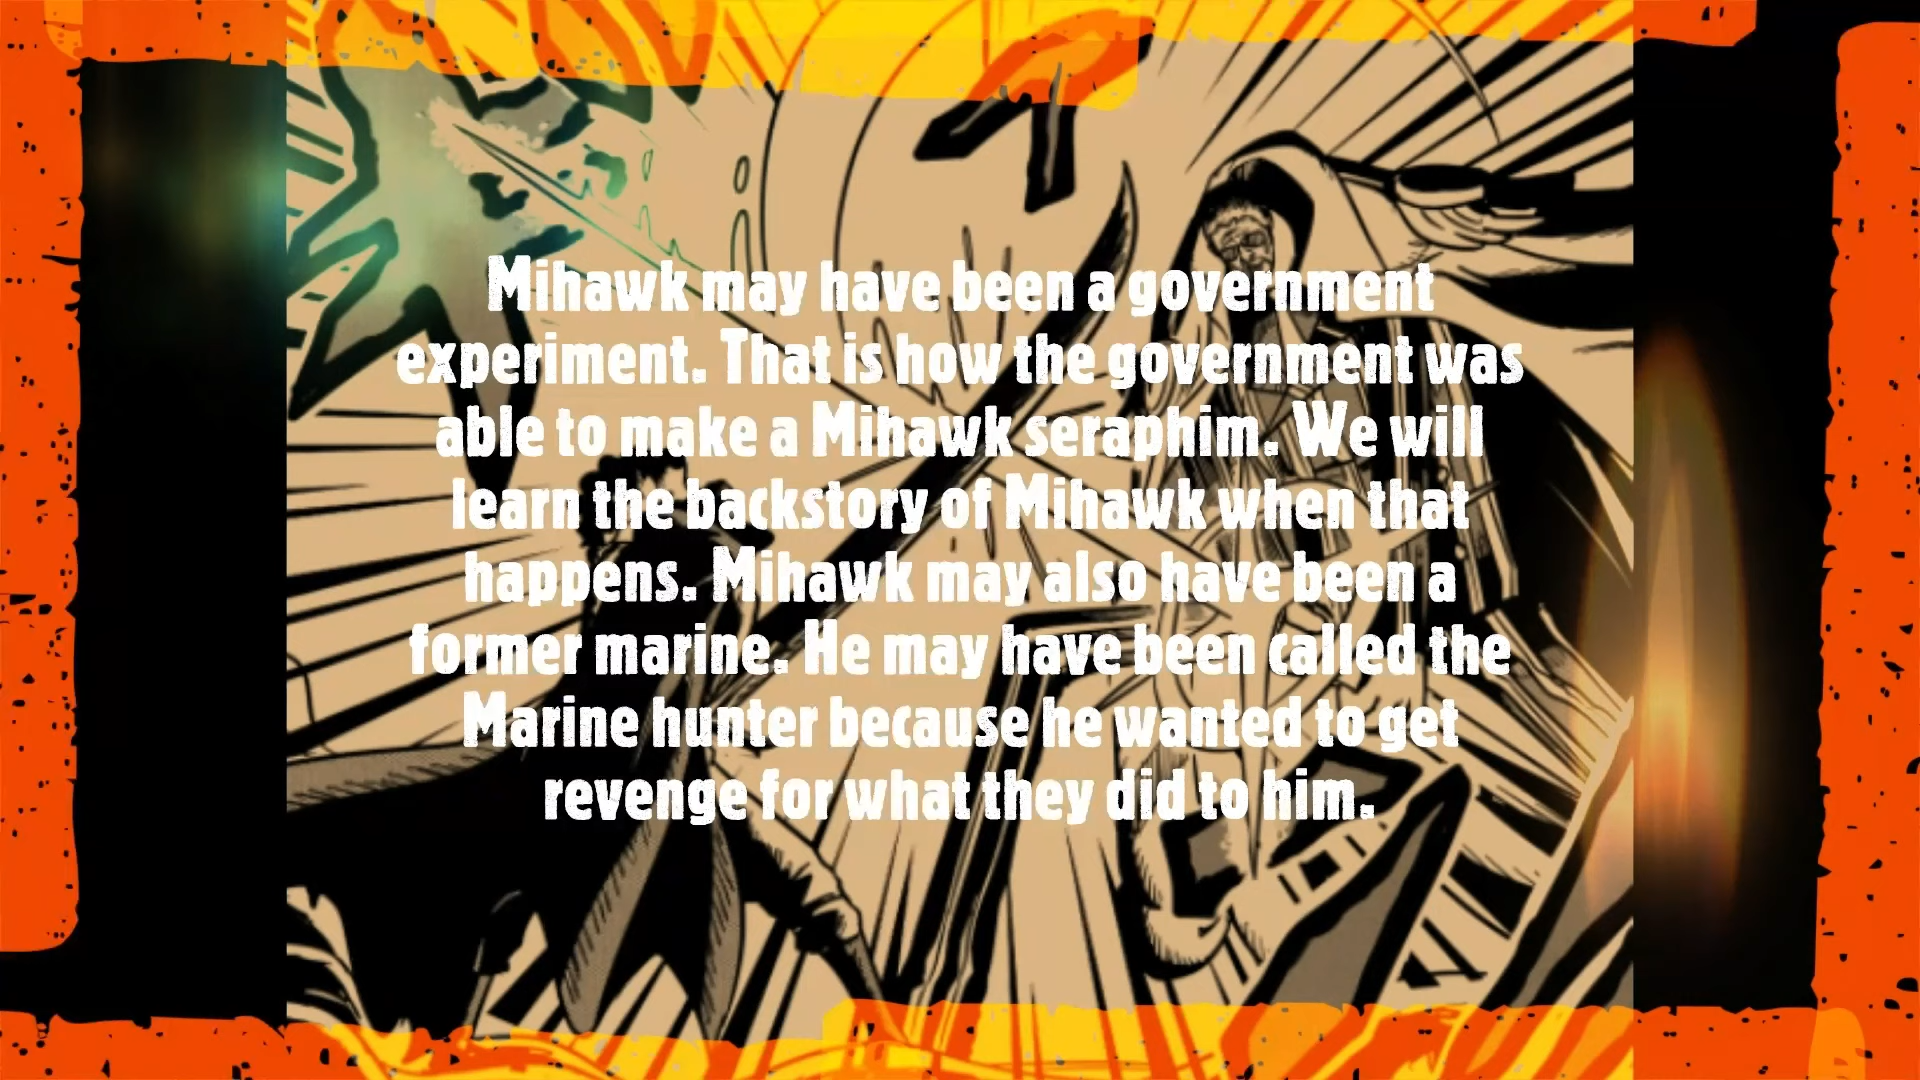 Mihawk may have been a government
experiment. That is how the government was
able to make a Mihawk seraphim. We will
learn the backstory of Mihawk when that
happens. Mihawk may also have been a
former marine. He may have been called the
Marine hunter because he wanted to get
revenge for what they did to him.